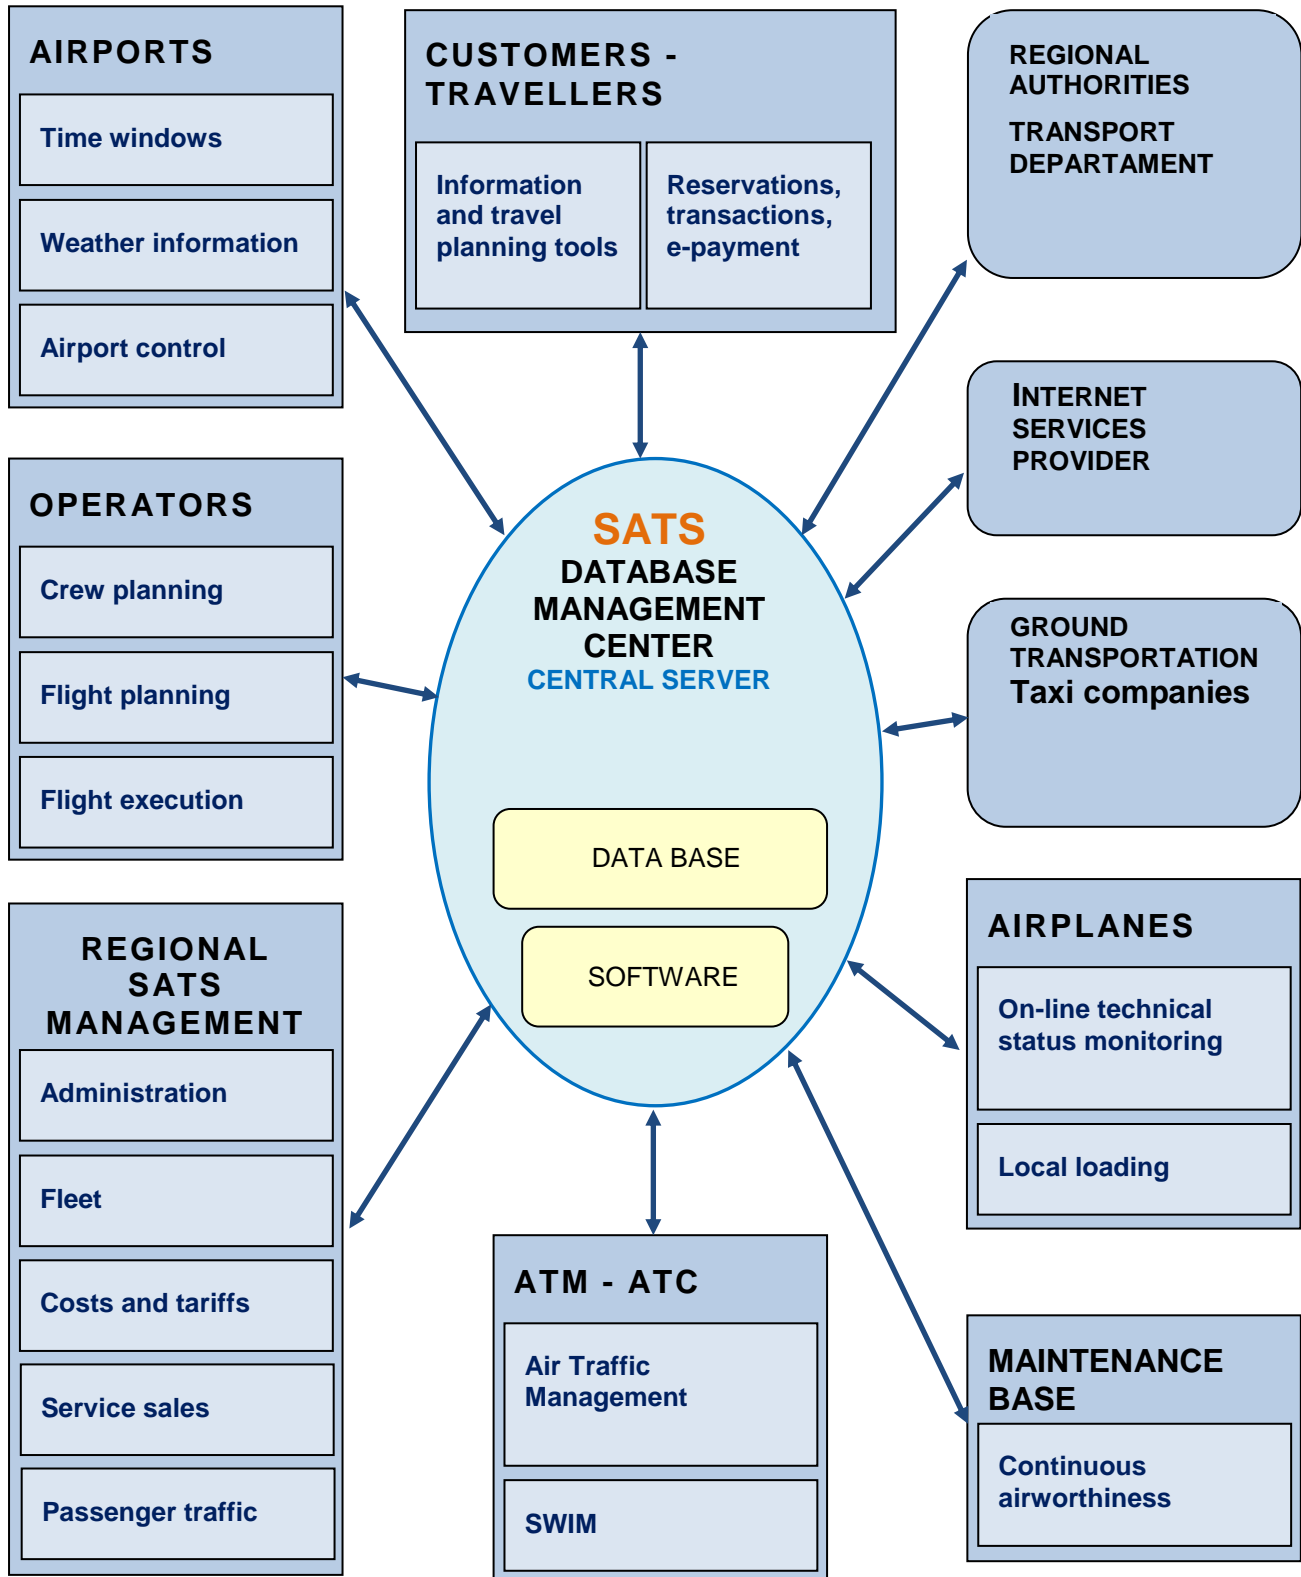 AIRPORTS
Time windows
Weather information
Airport control
CUSTOMERS -
TRAVELLERS
Information
and travel
planning tools
Reservations,
transactions,
e-payment
REGIONAL
AUTHORITIES
TRANSPORT
DEPARTAMENT
INTERNET
SERVICES
PROVIDER
OPERATORS
Crew planning
Flight planning
Flight execution
SATS
DATABASE
MANAGEMENT
CENTER
CENTRAL SERVER
DATA BASE
SOFTWARE
GROUND
TRANSPORTATION
Taxi companies
REGIONAL
SATS
MANAGEMENT
Administration
Fleet
Costs and tariffs
Service sales
Passenger traffic
AIRPLANES
On-line technical
status monitoring
Local loading
ATM - ATC
Air Traffic
Management
SWIM
MAINTENANCE
BASE
Continuous
airworthiness